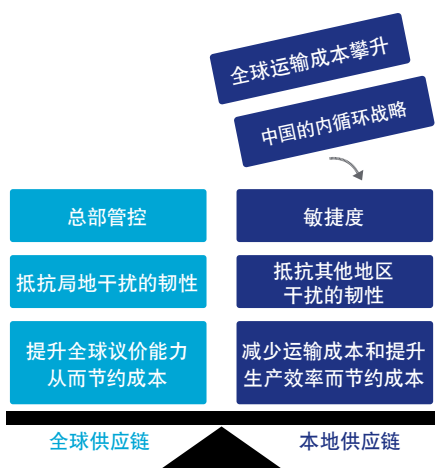 全球运输成本攀升
中国的内循环战略
总部管控
敏捷度
抵抗局地干扰的韧性
抵抗其他地区
干扰的韧性
提升全球议价能力
从而节约成本
减少运输成本和提升
生产效率而节约成本
全球供应链
本地供应链